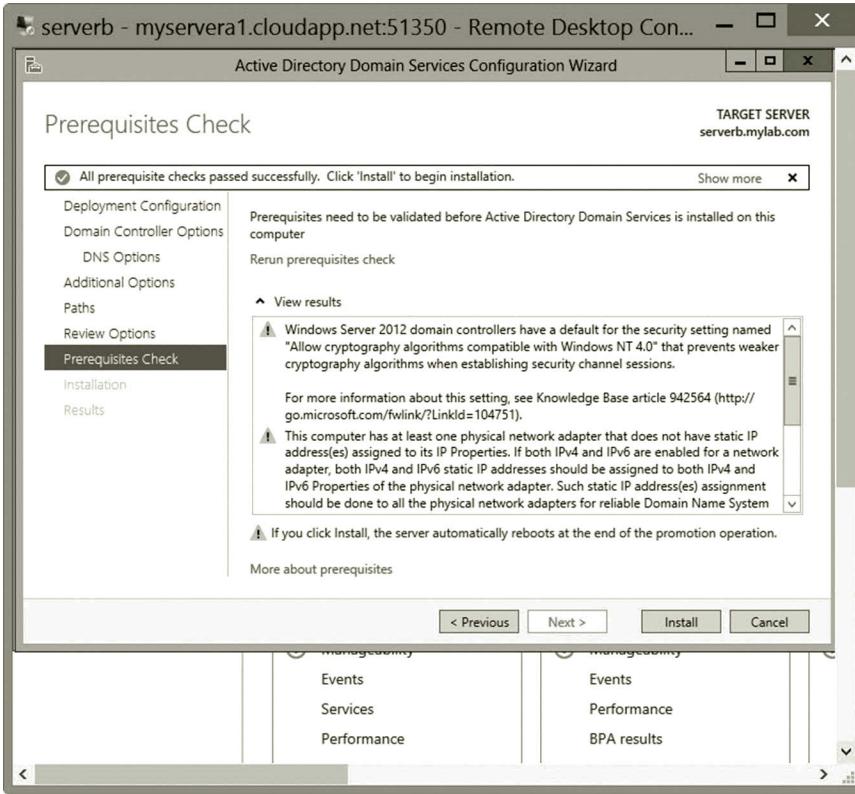 serverb - myservera1.cloudapp.net:51350 - Remote Desktop Con...
Active Directory Domain Services Configuration Wizard
Prerequisites Check
TARGET SERVER
serverb.mylab.com
All prerequisite checks passed successfully. Click 'Install' to begin installation.
Show more
Deployment Configuration
Domain Controller Options
DNS Options
Additional Options
Paths
Review Options
Prerequisites Check
Installation
Results
Prerequisites need to be validated before Active Directory Domain Services is installed on this
computer
Rerun prerequisites check
View results
Windows Server 2012 domain controllers have a default for the security setting named
"Allow cryptography algorithms compatible with Windows NT 4.0" that prevents weaker
cryptography algorithms when establishing security channel sessions.
For more information about this setting, see Knowledge Base article 942564 (http://
go.microsoft.com/fwlink/?LinkId=104751).
This computer has at least one physical network adapter that does not have static IP
address(es) assigned to its IP Properties. If both IPv4 and IPv6 are enabled for a network
adapter, both IPv4 and IPv6 static IP addresses should be assigned to both IPv4 and
IPv6 Properties of the physical network adapter. Such static IP address(es) assignment
should be done to all the physical network adapters for reliable Domain Name System
If you click Install, the server automatically reboots at the end of the promotion operation.
More about prerequisites
< Previous
Next >
Install
Cancel
Manageability
Events
Services
Performance
Manageability
Events
Performance
BPA results